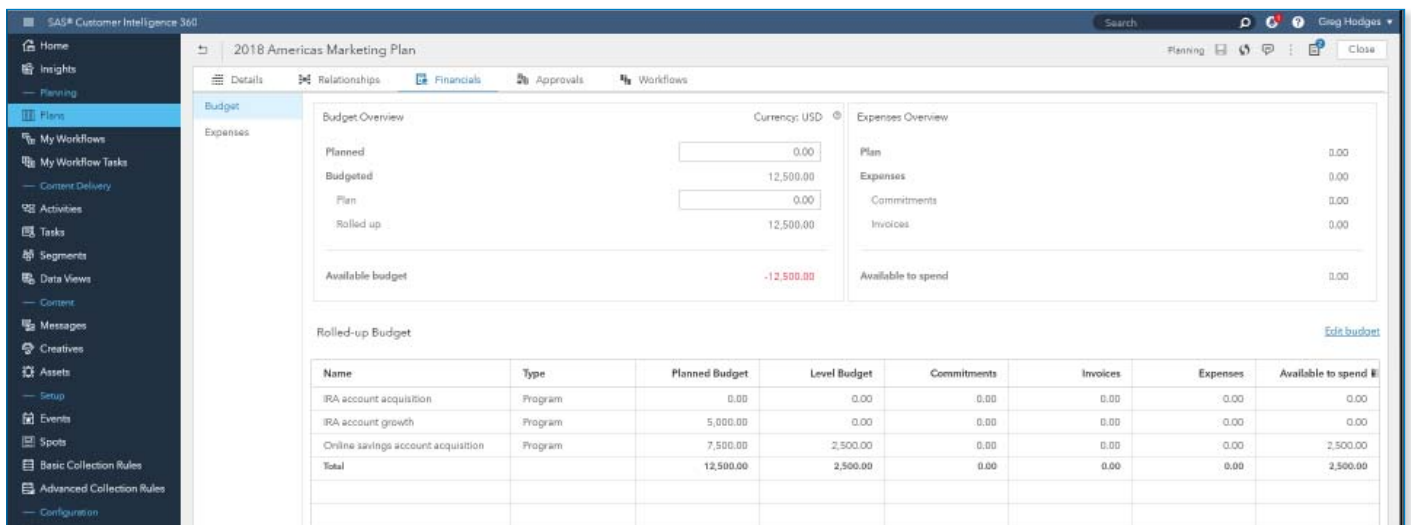 SAS® Customer Intelligence 360
Search
Greg Hodges
Home
Insights
Planning
Plans
My Workflows
My Workflow Tasks
Content Delivery
Activities
Tasks
Segments
Data Views
Content
Messages
Creatives
Assets
Setup
Events
Spots
Basic Collection Rules
Advanced Collection Rules
Configuration
2018 Americas Marketing Plan
Planning
Close
Details Relationships Financials Approvals Workflows
Budget
Expenses
Budget Overview Currency: USD
Planned 0.00
Budgeted 12,500.00
Plan 0.00
Rolled up 12,500.00
Available budget -12,500.00
Expenses Overview
Plan 0.00
Expenses 0.00
Commitments 0.00
Invoices 0.00
Available to spend 0.00
Rolled-up Budget Edit budget
Name Type Planned Budget Level Budget Commitments Invoices Expenses Available to spend
IRA account acquisition Program 0.00 0.00 0.00 0.00 0.00 0.00
IRA account growth Program 5,000.00 0.00 0.00 0.00 0.00 0.00
Online savings account acquisition Program 7,500.00 2,500.00 0.00 0.00 0.00 2,500.00
Total 12,500.00 2,500.00 0.00 0.00 0.00 2,500.00